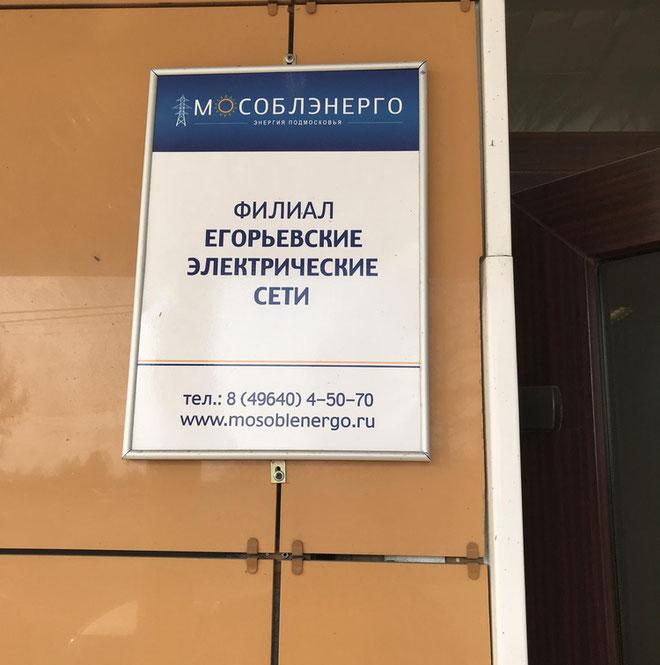 МОСОБЛЭНЕРГО
ЭНЕРГИЯ ПОДМОСКОВЬЯ
ФИЛИАЛ
ЕГОРЬЕВСКИЕ
ЭЛЕКТРИЧЕСКИЕ
СЕТИ
тел.: 8 (49640) 4-50-70
www.mosoblenergo.ru